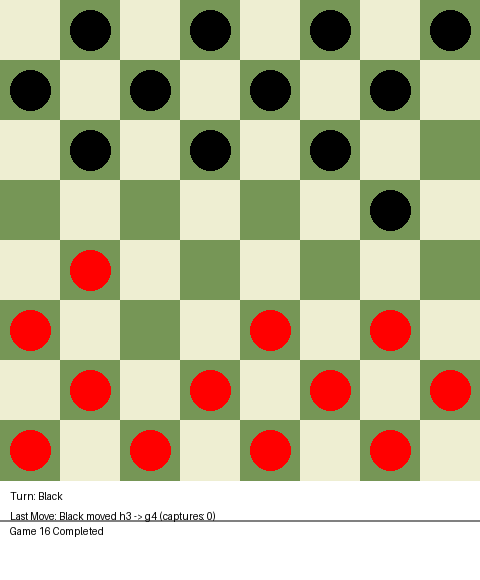 Turn: Black
Last Move: Black moved h3 -> g4 (captures: 0)
Game 16 Completed